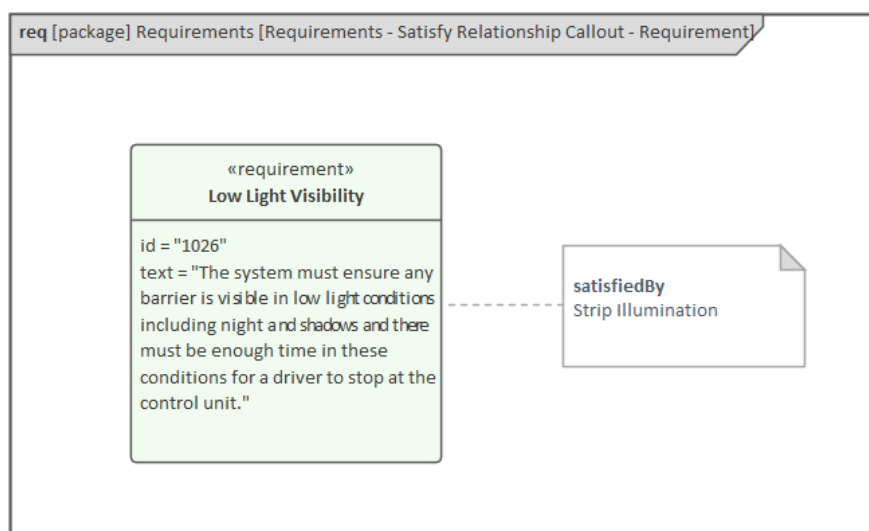 req [package] Requirements [Requirements - Satisfy Relationship Callout - Requirement]
«requirement»
Low Light Visibility
id = "1026"
text = "The system must ensure any
barrier is visible in low light conditions
including night and shadows and there
must be enough time in these
conditions for a driver to stop at the
control unit."
satisfiedBy
Strip Illumination